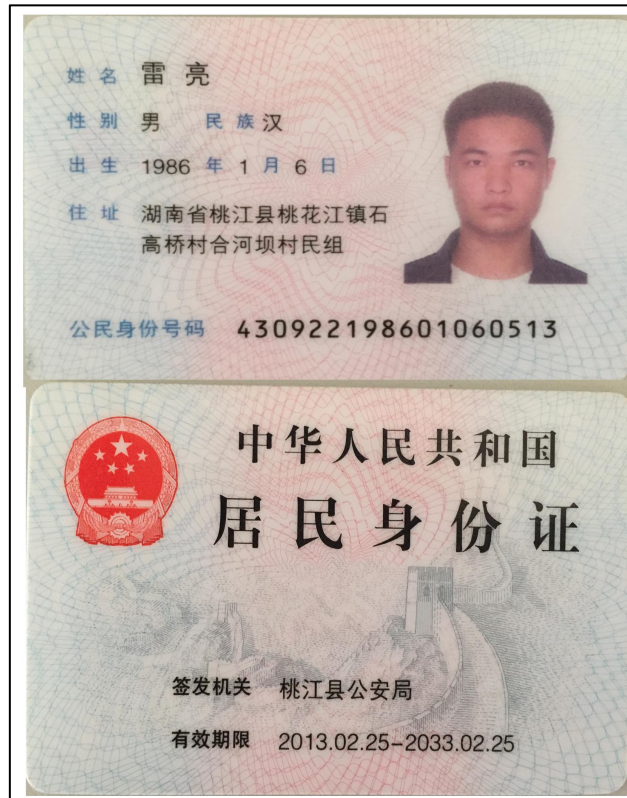 姓名 雷亮
性别 男 民族 汉
出生 1986 年 1 月 6 日
住址 湖南省桃江县桃花江镇石
高桥村合河坝村民组
公民身份号码 430922198601060513
中华人民共和国
居民身份证
签发机关 桃江县公安局
有效期限 2013.02.25-2033.02.25